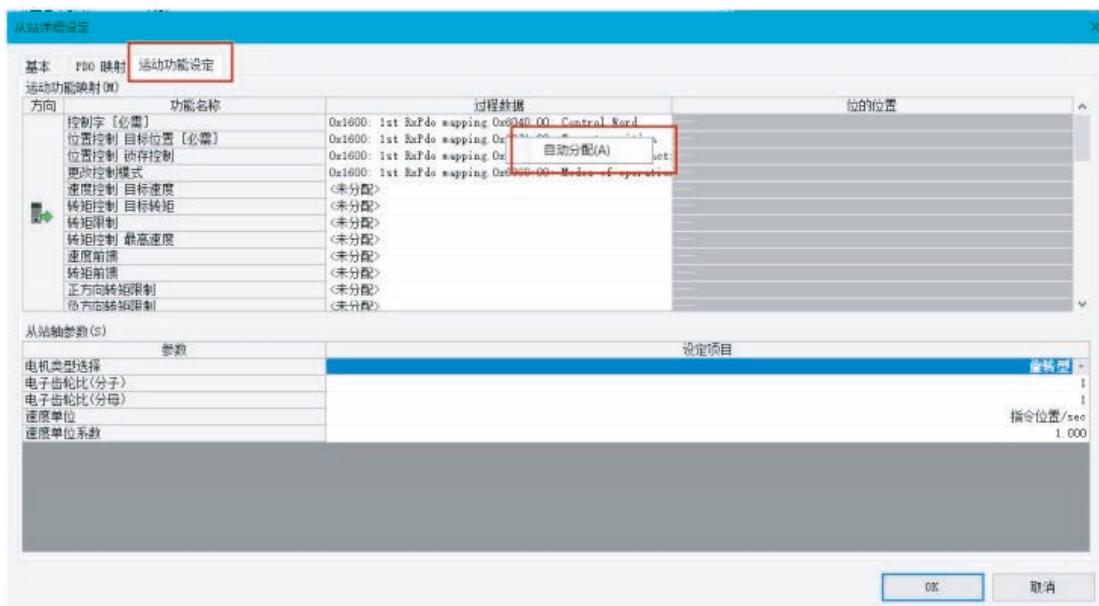 从站详细设定
基本 PDO 映射 运动功能设定
运动功能映射(M)
方向 功能名称 过程数据 位的位置
控制字 [必需] 0x1600: 1st RxPdo mapping.0x6040:00: Control Word
位置控制 目标位置 [必需] 0x1600: 1st RxPdo mapping.
位置控制 锁存控制 0x1600: 1st RxPdo mapping.
自动分配(A)
更改控制模式 0x1600: 1st RxPdo mapping.0x6060:00: Modes of operation
速度控制 目标速度 <未分配>
转矩控制 目标转矩 <未分配>
转矩限制 <未分配>
转矩控制 最高速度 <未分配>
速度前馈 <未分配>
转矩前馈 <未分配>
正方向转矩限制 <未分配>
负方向转矩限制 <未分配>
从站轴参数(S)
参数 设定项目
电机类型选择 旋转型
电子齿轮比(分子) 1
电子齿轮比(分母) 1
速度单位 指令位置/sec
速度单位系数 1.000
OK 取消